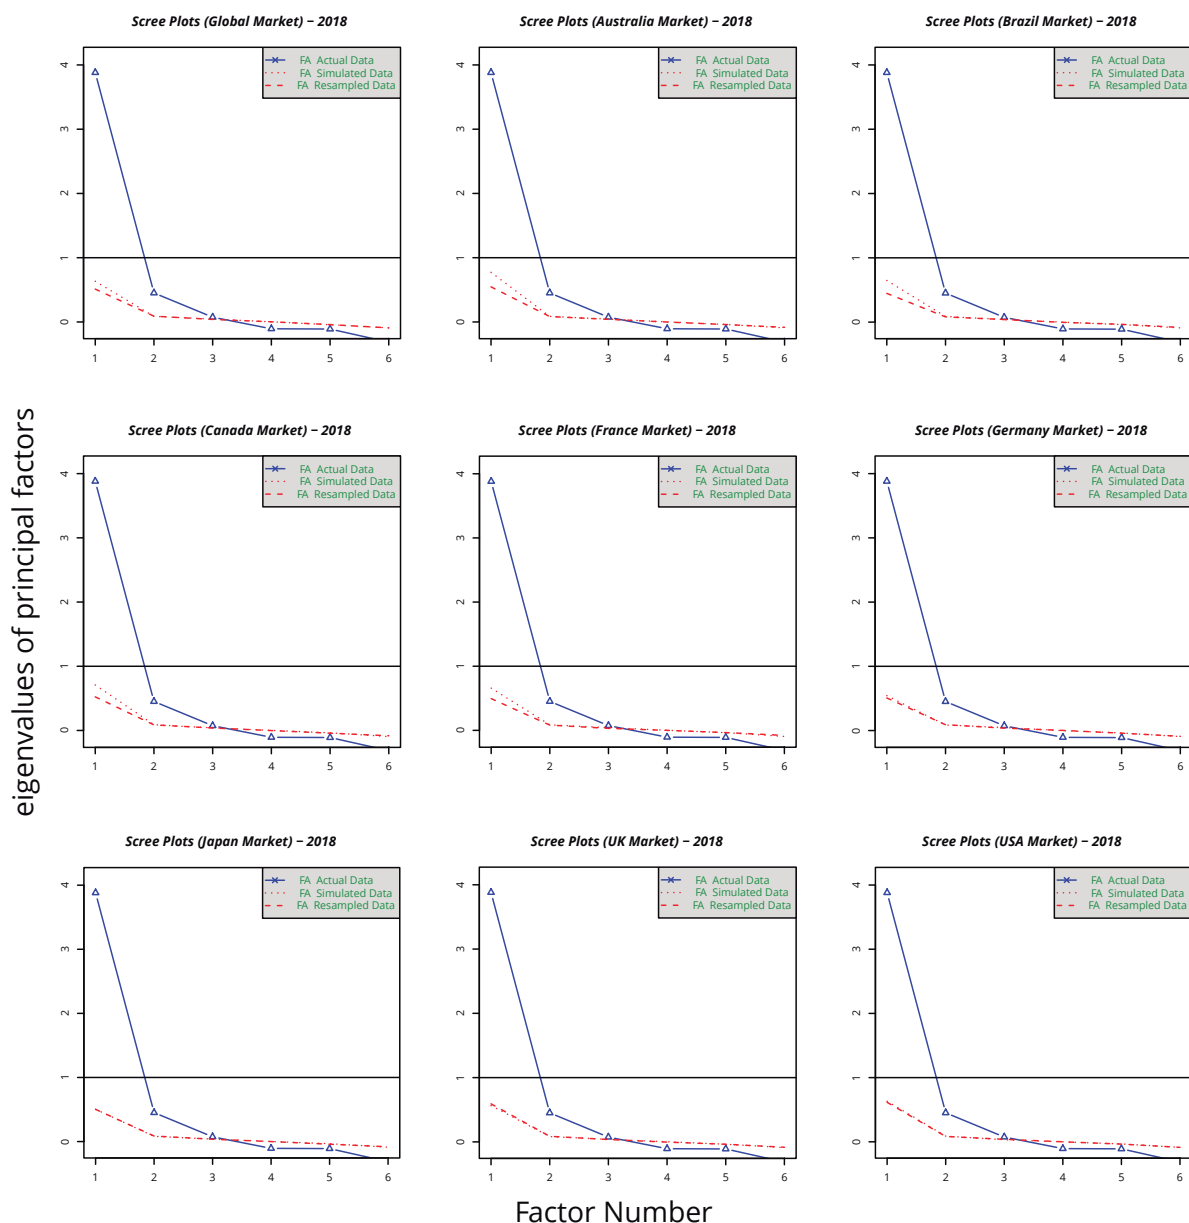 Scree Plots (Global Market) − 2018
FA Actual Data
FA Simulated Data
FA Resampled Data
4
3
2
1
0
1 2 3 4 5 6
Scree Plots (Australia Market) − 2018
FA Actual Data
FA Simulated Data
FA Resampled Data
4
3
2
1
0
1 2 3 4 5 6
Scree Plots (Brazil Market) − 2018
FA Actual Data
FA Simulated Data
FA Resampled Data
4
3
2
1
0
1 2 3 4 5 6
eigenvalues of principal factors
Scree Plots (Canada Market) − 2018
FA Actual Data
FA Simulated Data
FA Resampled Data
4
3
2
1
0
1 2 3 4 5 6
Scree Plots (France Market) − 2018
FA Actual Data
FA Simulated Data
FA Resampled Data
4
3
2
1
0
1 2 3 4 5 6
Scree Plots (Germany Market) − 2018
FA Actual Data
FA Simulated Data
FA Resampled Data
4
3
2
1
0
1 2 3 4 5 6
Scree Plots (Japan Market) − 2018
FA Actual Data
FA Simulated Data
FA Resampled Data
4
3
2
1
0
1 2 3 4 5 6
Scree Plots (UK Market) − 2018
FA Actual Data
FA Simulated Data
FA Resampled Data
4
3
2
1
0
1 2 3 4 5 6
Scree Plots (USA Market) − 2018
FA Actual Data
FA Simulated Data
FA Resampled Data
4
3
2
1
0
1 2 3 4 5 6
Factor Number